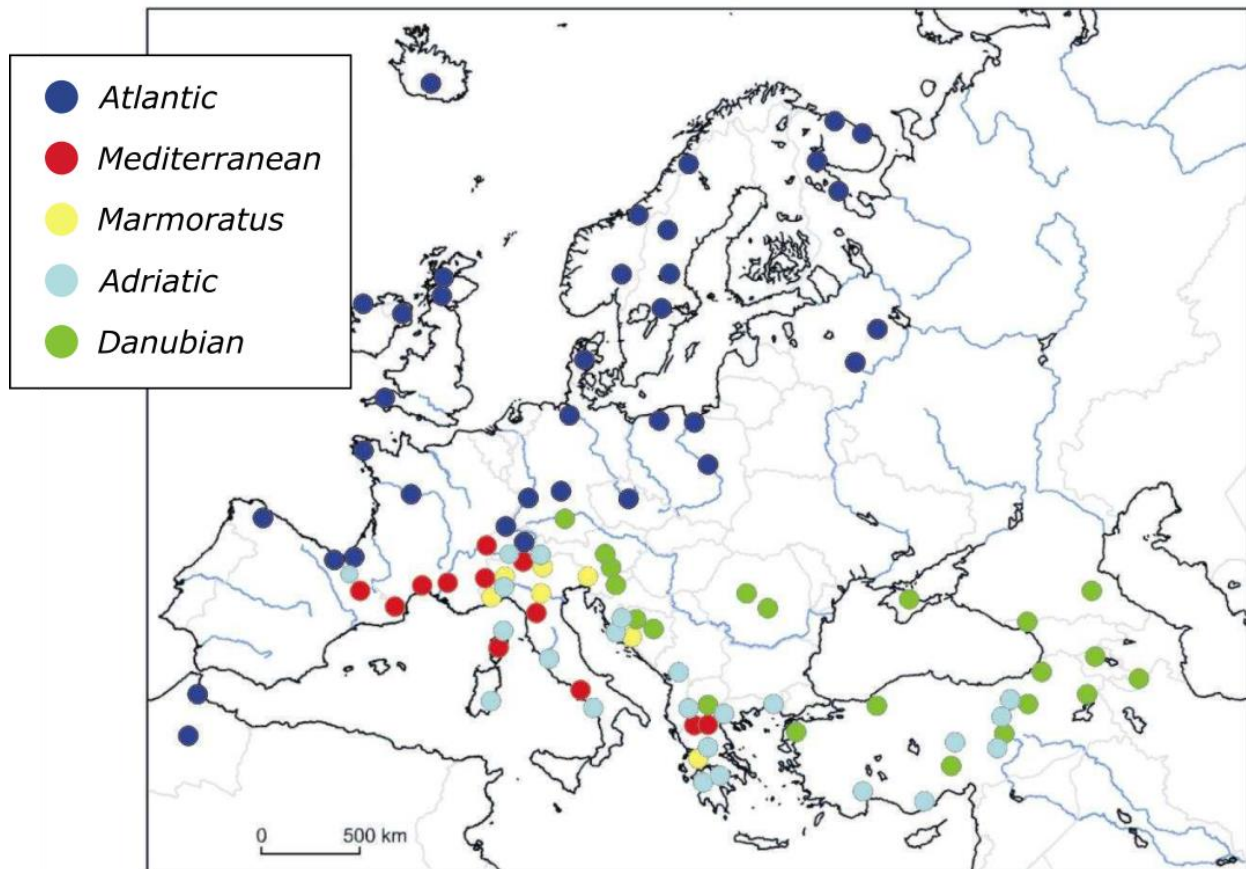 Atlantic
Mediterranean
Marmoratus
Adriatic
Danubian
0 500 km